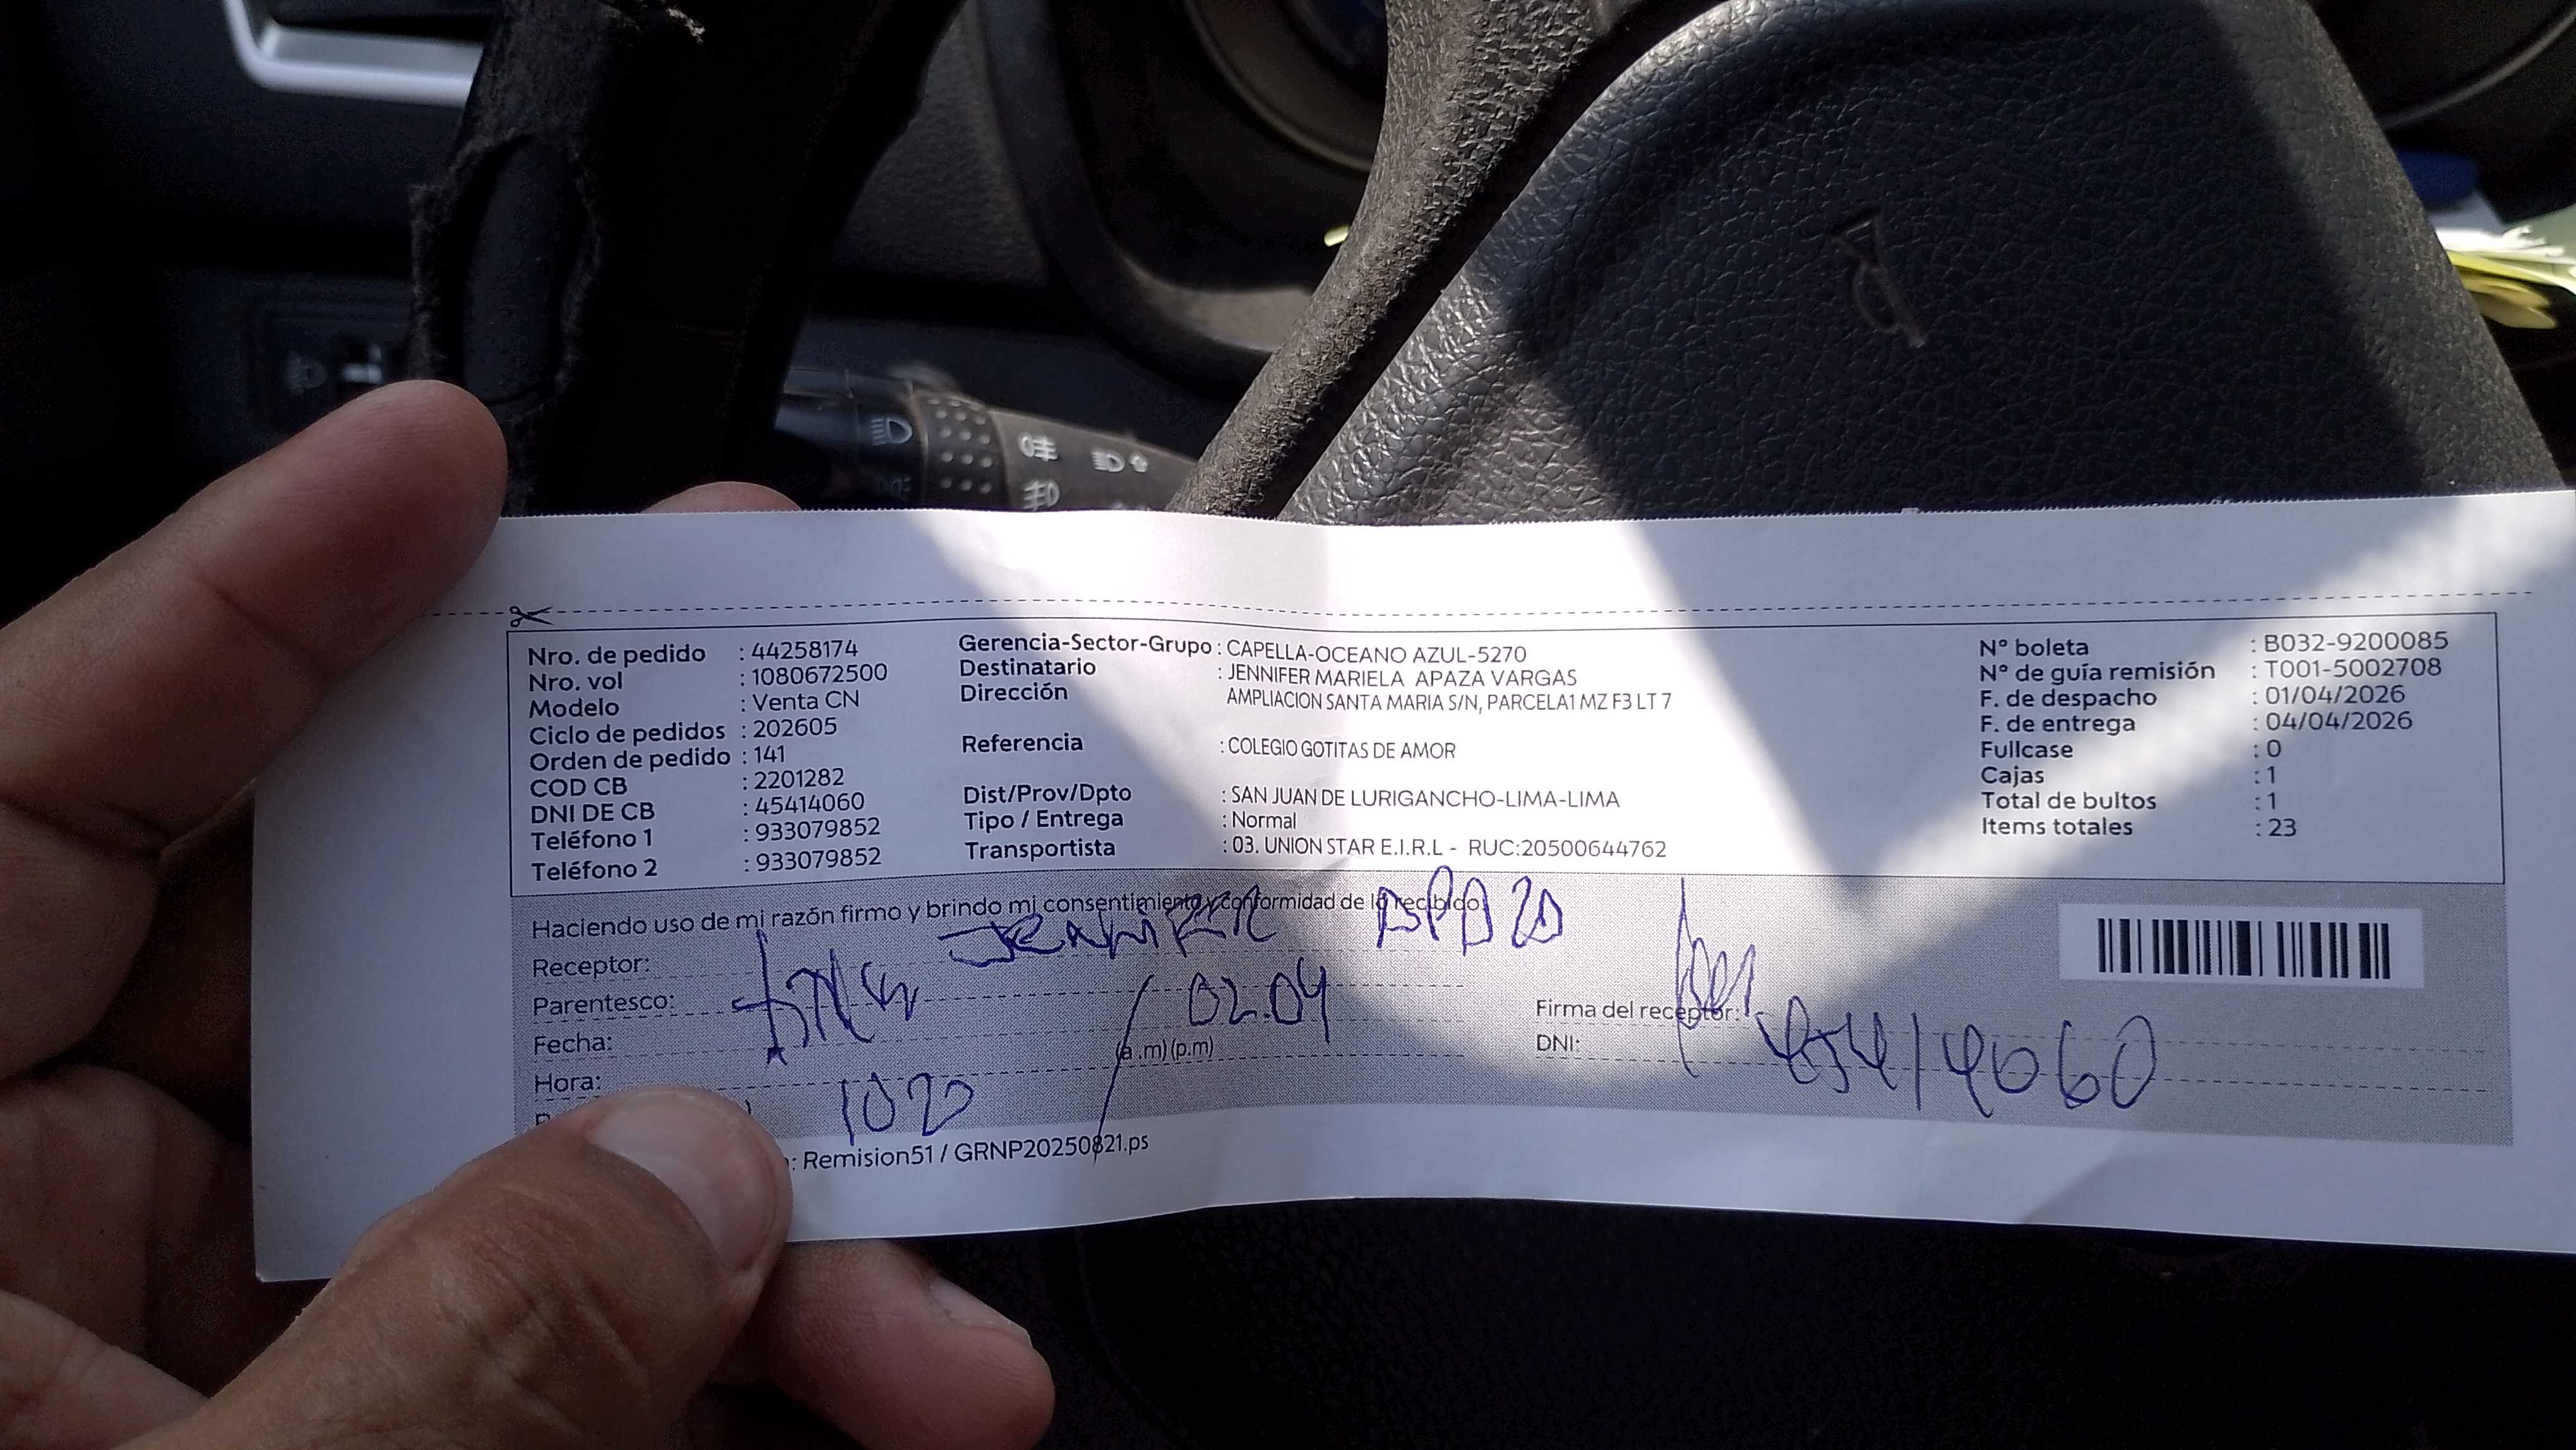 Nro. de pedido : 44258174
Nro. vol : 1080672500
Modelo : Venta CN
Ciclo de pedidos : 202605
Orden de pedido : 141
COD CB : 2201282
DNI DE CB : 45414060
Teléfono 1 : 933079852
Teléfono 2 : 933079852
Gerencia-Sector-Grupo : CAPELLA-OCEANO AZUL-5270
Destinatario : JENNIFER MARIELA APAZA VARGAS
Dirección AMPLIACION SANTA MARIA S/N, PARCELA1 MZ F3 LT 7
Referencia : COLEGIO GOTITAS DE AMOR
Dist/Prov/Dpto : SAN JUAN DE LURIGANCHO-LIMA-LIMA
Tipo / Entrega : Normal
Transportista : 03. UNION STAR E.I.R.L - RUC:20500644762
Nº boleta : B032-9200085
Nº de guía remisión : T001-5002708
F. de despacho : 01/04/2026
F. de entrega : 04/04/2026
Fullcase : 0
Cajas : 1
Total de bultos : 1
Items totales : 23
Haciendo uso de mi razón firmo y brindo mi consentimiento y conformidad de lo recibido
Receptor:
Parentesco: 02.04
Fecha: (a.m) (p.m)
Hora: 1020
Firma del receptor:
DNI: 45414060
: Remision51 / GRNP20250821.ps